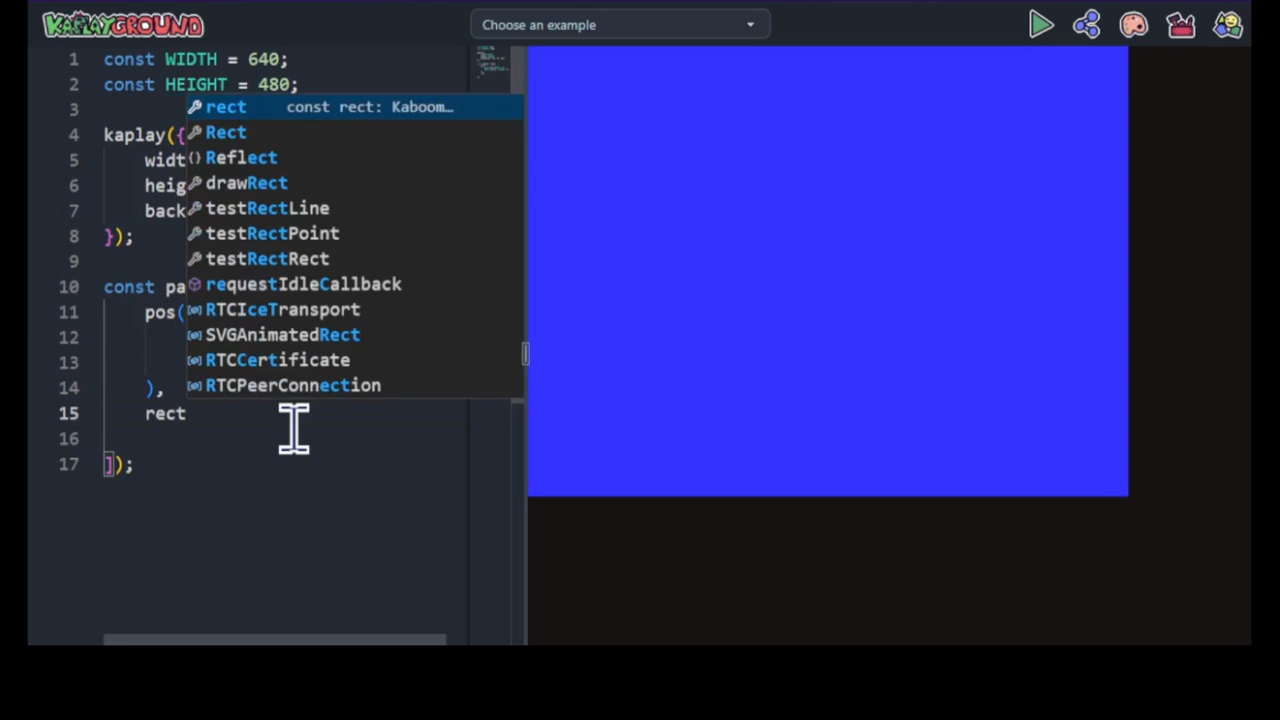 KAPLAYGROUND
Choose an example
1 const WIDTH = 640;
2 const HEIGHT = 480;
3
4 kaplay({
5 widt
6 heig
7 back
8 });
9
10 const pa
11 pos(
12
13
14 ),
15 rect
16
17 ]);
rect const rect: Kaboom…
Rect
Reflect
drawRect
testRectLine
testRectPoint
testRectRect
requestIdleCallback
RTCIceTransport
SVGAnimatedRect
RTCCertificate
RTCPeerConnection